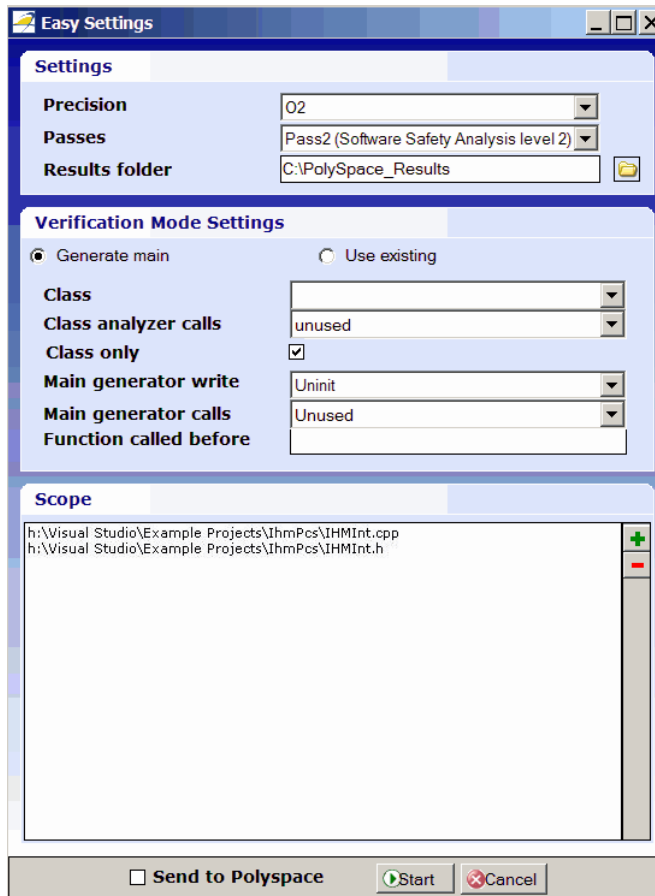 Easy Settings
Settings
Precision O2
Passes Pass2 (Software Safety Analysis level 2)
Results folder C:\PolySpace_Results
Verification Mode Settings
Generate main Use existing
Class
Class analyzer calls unused
Class only
Main generator write Uninit
Main generator calls Unused
Function called before
Scope
h:\Visual Studio\Example Projects\IhmPcs\IHMInt.cpp
h:\Visual Studio\Example Projects\IhmPcs\IHMInt.h
Send to Polyspace Start Cancel